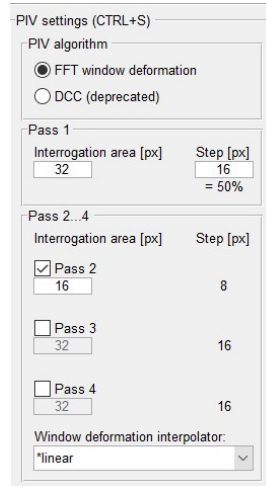 PIV settings (CTRL+S)
PIV algorithm
FFT window deformation
DCC (deprecated)
Pass 1
Interrogation area [px] Step [px]
32 16
= 50%
Pass 2...4
Interrogation area [px] Step [px]
Pass 2
16 8
Pass 3
32 16
Pass 4
32 16
Window deformation interpolator:
*linear